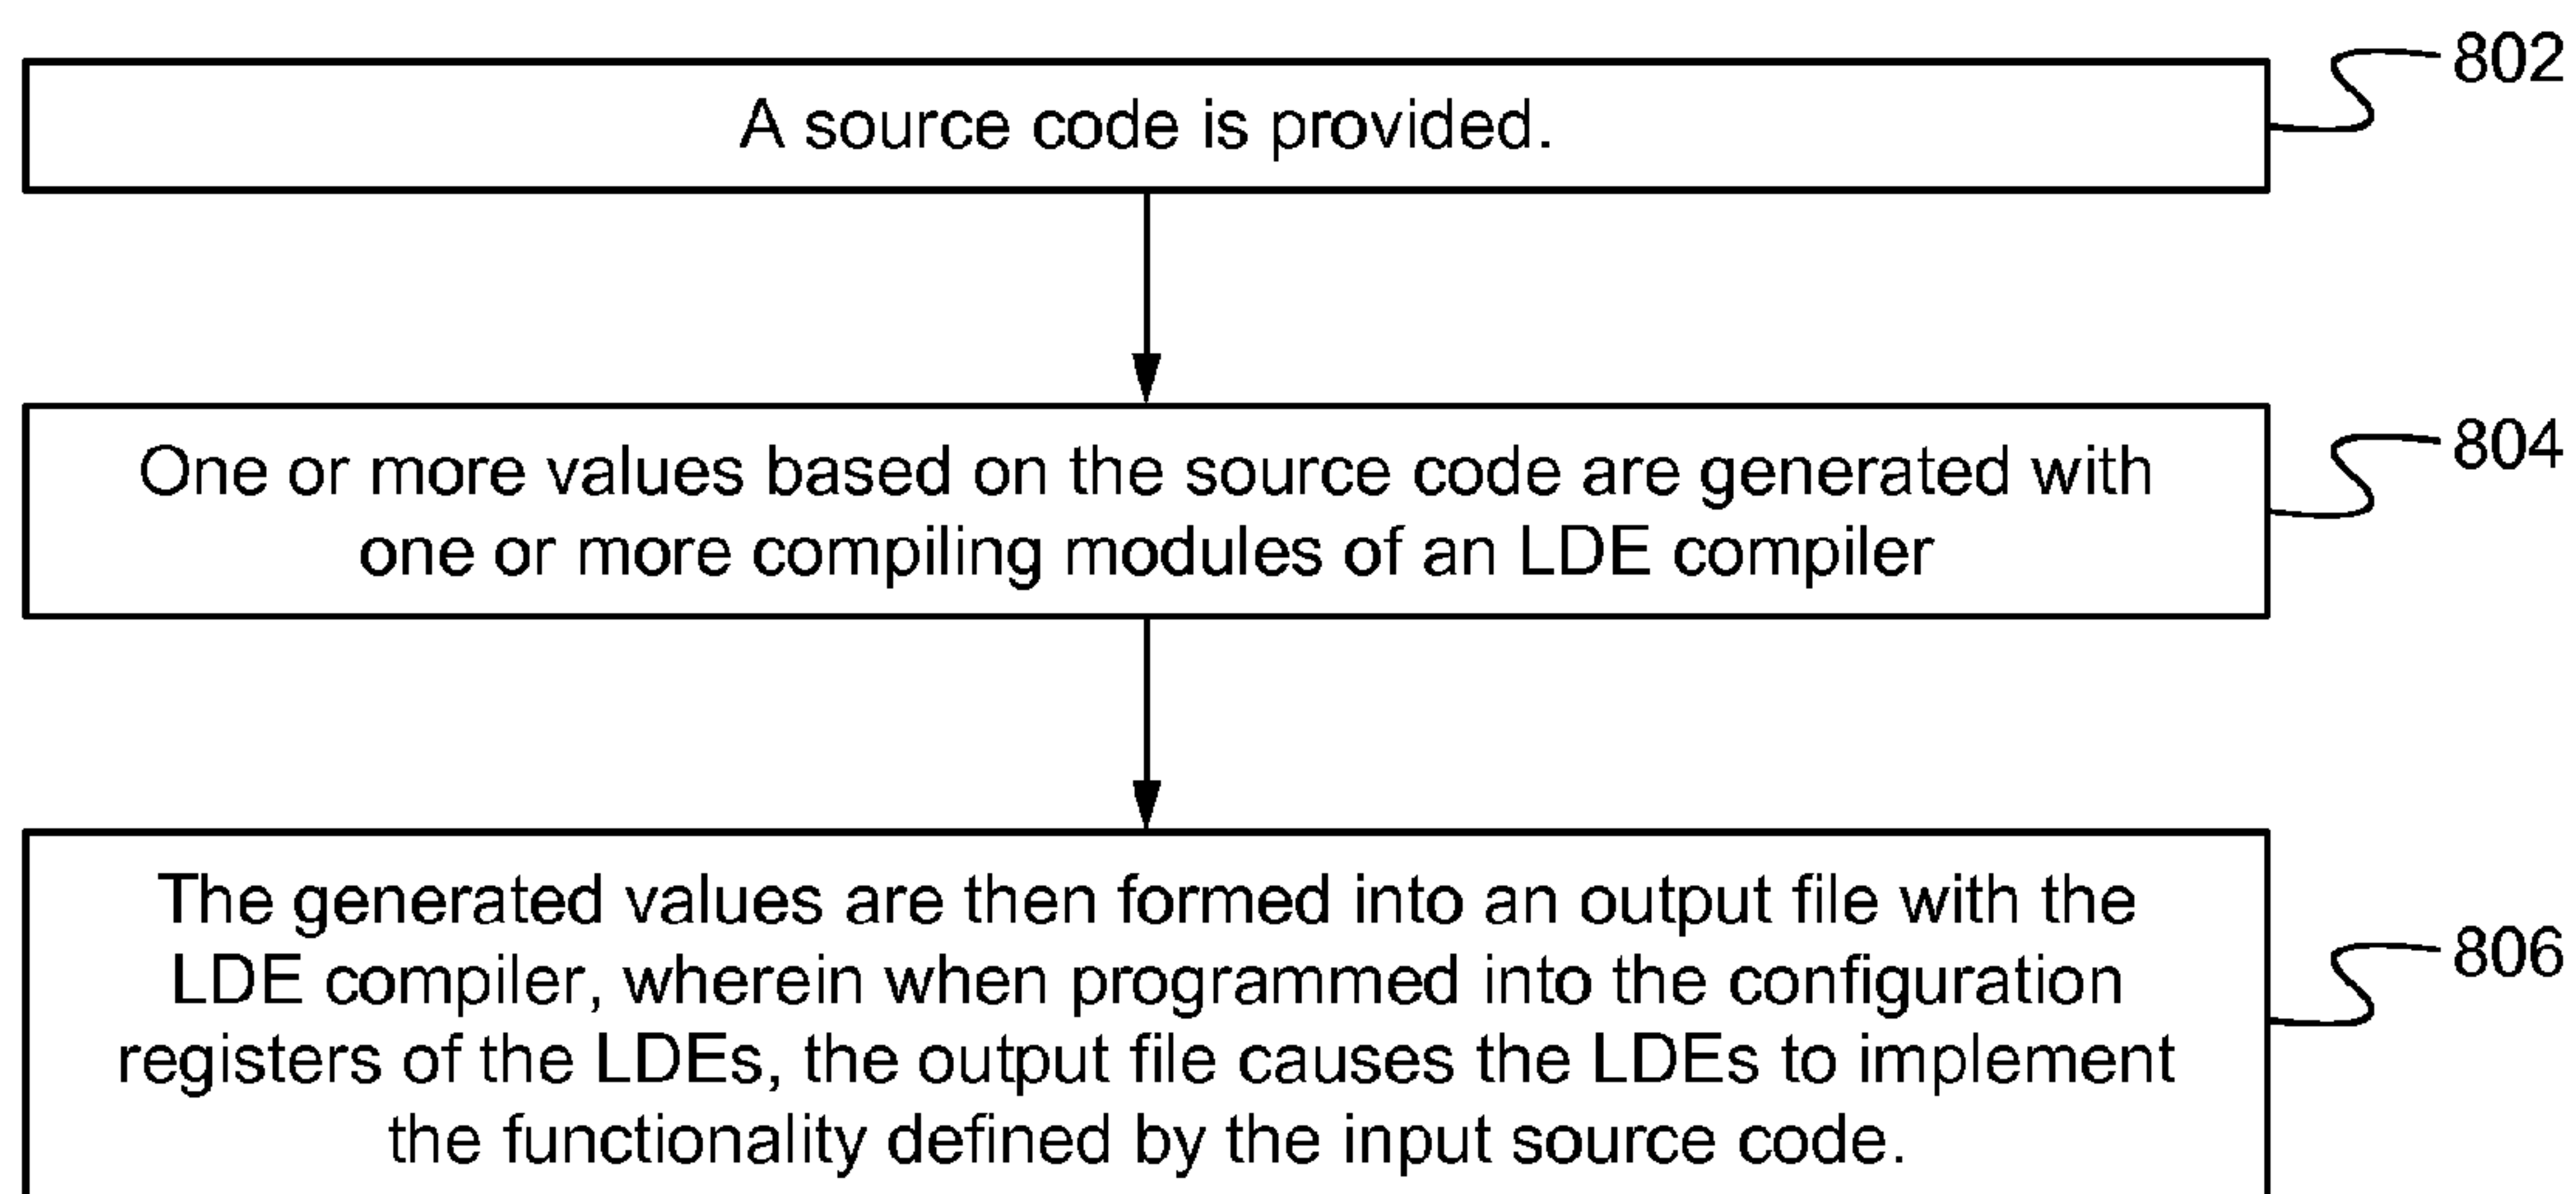 802
A source code is provided.
804
One or more values based on the source code are generated with
one or more compiling modules of an LDE compiler
The generated values are then formed into an output file with the
LDE compiler, wherein when programmed into the configuration
806
registers of the LDEs, the output file causes the LDEs to implement
the functionality defined by the input source code.